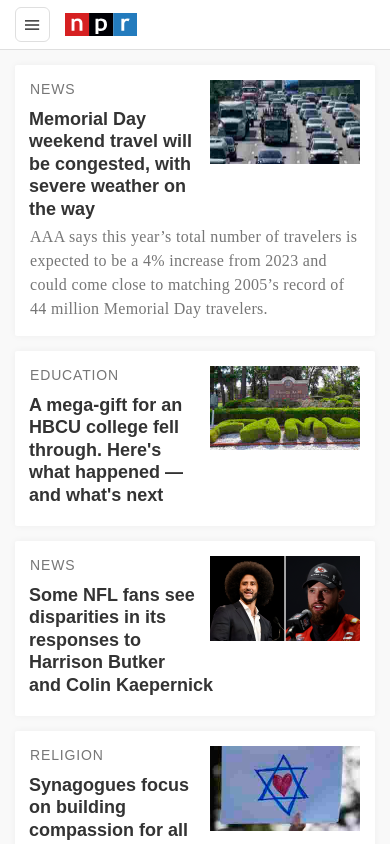 npr
NEWS
Memorial Day
weekend travel will
be congested, with
severe weather on
the way
AAA says this year’s total number of travelers is
expected to be a 4% increase from 2023 and
could come close to matching 2005’s record of
44 million Memorial Day travelers.
EDUCATION
A mega-gift for an
HBCU college fell
through. Here's
what happened —
and what's next
FAMU
NEWS
Some NFL fans see
disparities in its
responses to
Harrison Butker
and Colin Kaepernick
RELIGION
Synagogues focus
on building
compassion for all